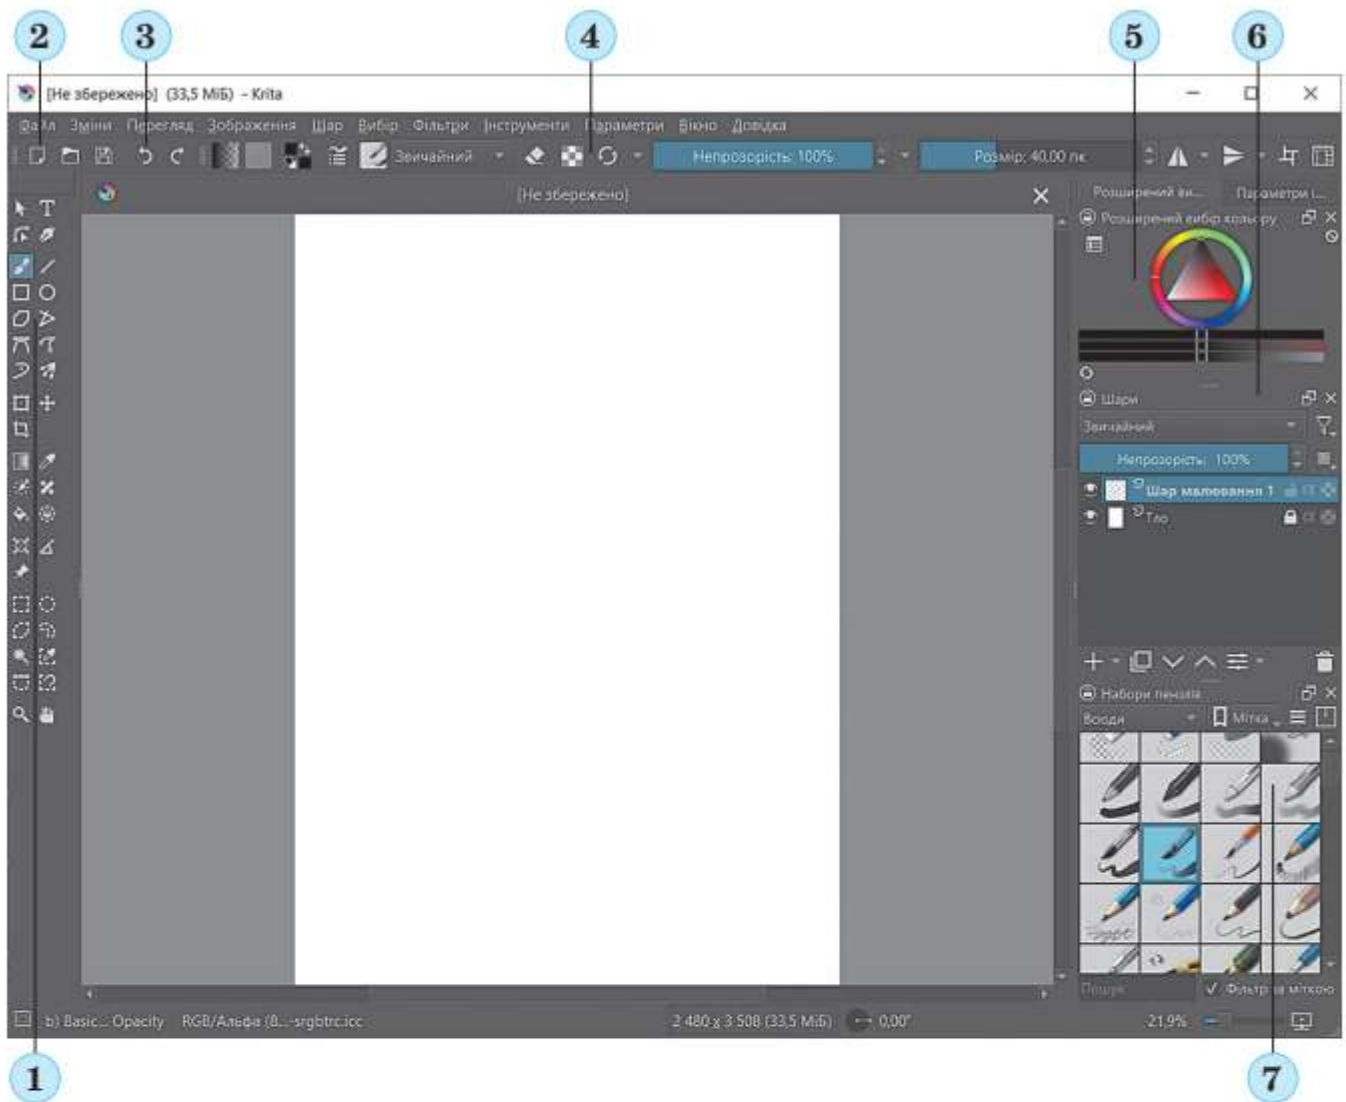 2 3 4 5 6
[Не збережено] (33,5 МіБ) – Krita
Файл Зміни Перегляд Зображення Шар Вибір Фільтри Інструменти Параметри Вікно Довідка
Звичайний Непрозорість: 100% Розмір: 40,00 пк
[Не збережено] Розширений ви... Параметри і...
Розширений вибір кольору
Шари
Звичайний
Непрозорість: 100%
Шар малювання 1
Тло
Набори пензлів
Входи Мітка
Пошук Фільтр за міткою
b) Basic... Opacity RGB/Альфа (8...-srgbtrc.icc 2 480 x 3 508 (33,5 МіБ) 0,00° 21,9%
1 7